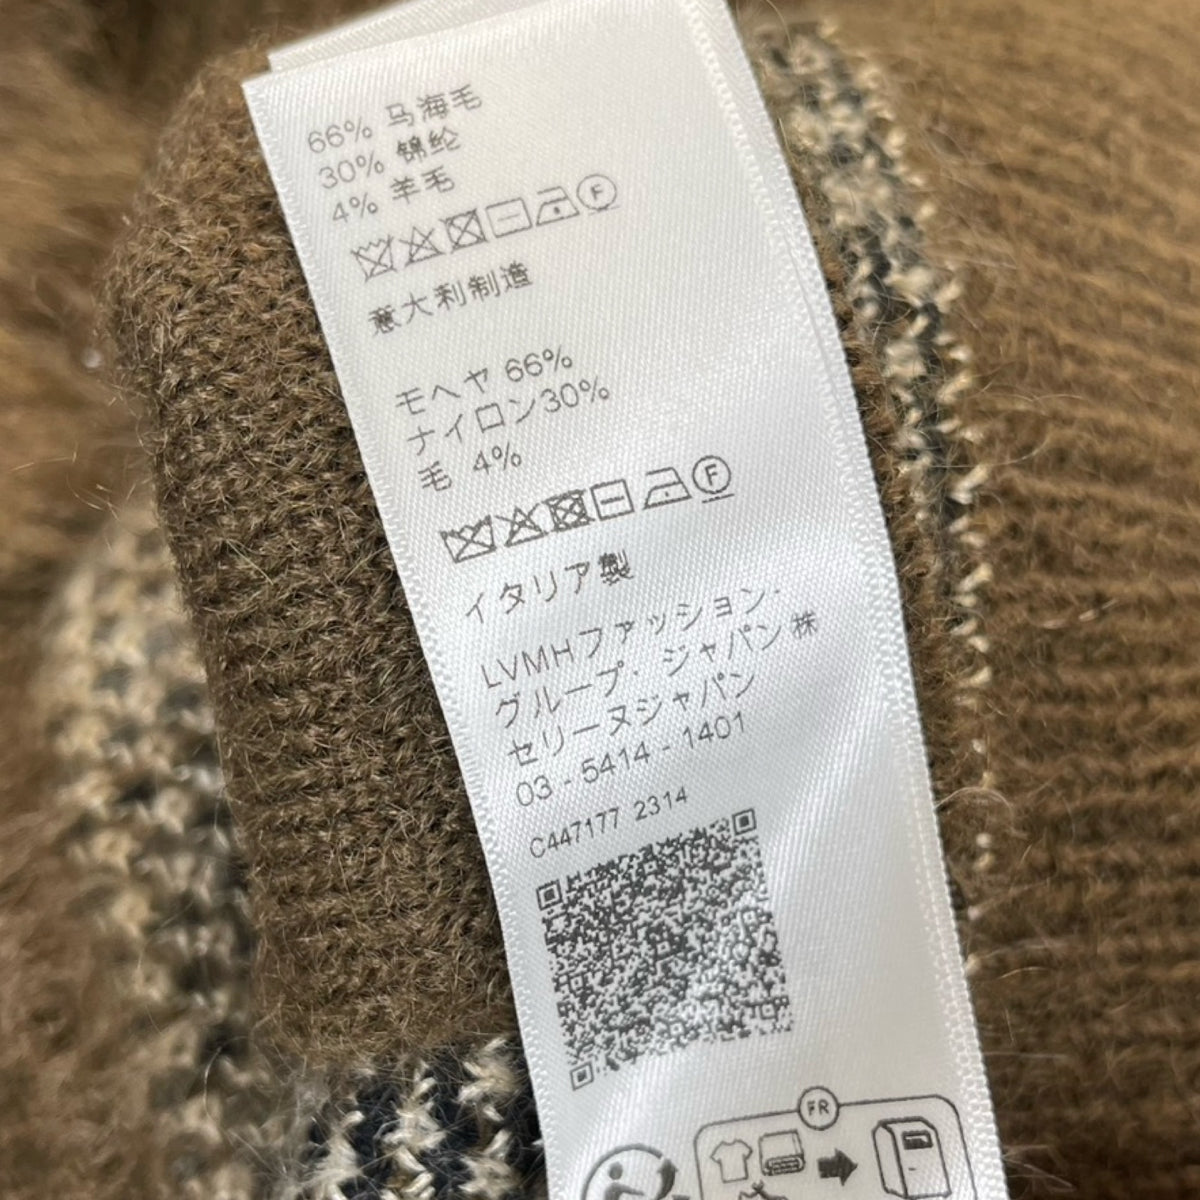 66% 马海毛
30% 锦纶
4% 羊毛
F
意大利制造
モヘヤ 66%
ナイロン30%
毛 4%
F
イタリア製
LVMHファッション・
グループ・ジャパン株
セリーヌジャパン
03 - 5414 - 1401
C447177 2314
FR